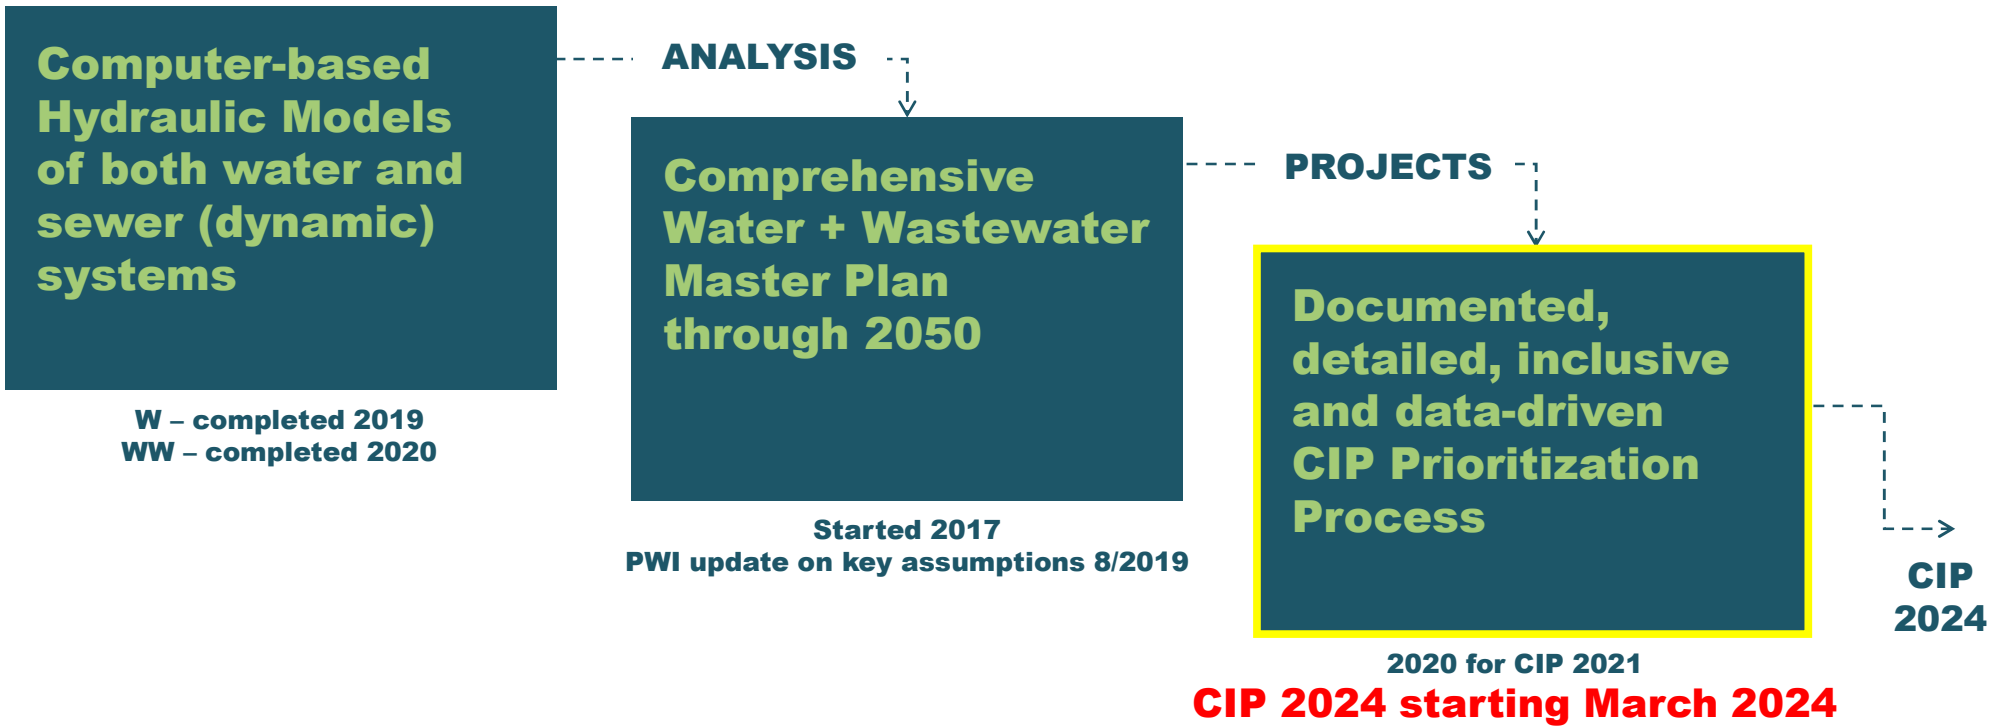 Computer-based
Hydraulic Models
of both water and
sewer (dynamic)
systems
W – completed 2019
WW – completed 2020
ANALYSIS
Comprehensive
Water + Wastewater
Master Plan
through 2050
Started 2017
PWI update on key assumptions 8/2019
PROJECTS
Documented,
detailed, inclusive
and data-driven
CIP Prioritization
Process
2020 for CIP 2021
CIP 2024 starting March 2024
CIP
2024